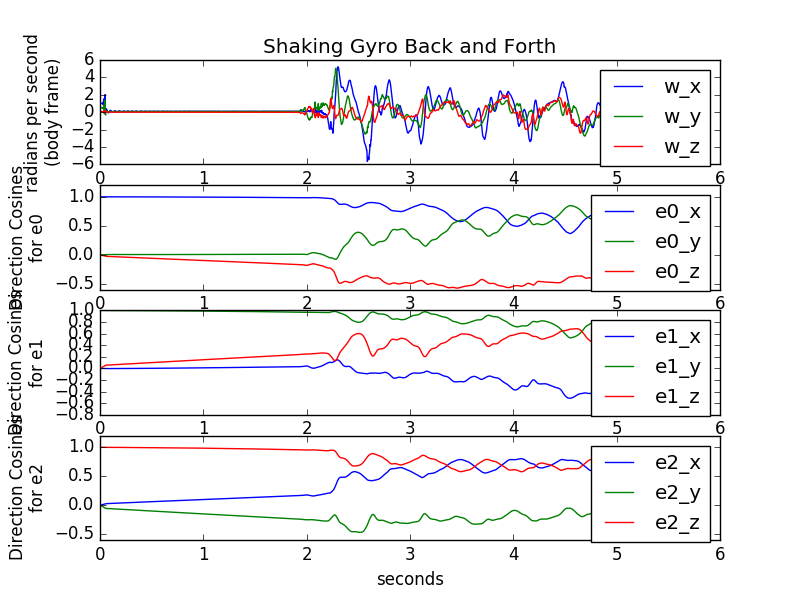 Shaking Gyro Back and Forth
radians per second
(body frame)
6
4
2
0
−2
−4
−6
w_x
w_y
w_z
0 1 2 3 4 5 6
Direction Cosines
for e0
1.0
0.5
0.0
−0.5
e0_x
e0_y
e0_z
0 1 2 3 4 5 6
Direction Cosines
for e1
1.0
0.8
0.6
0.4
0.2
0.0
−0.2
−0.4
−0.6
−0.8
e1_x
e1_y
e1_z
0 1 2 3 4 5 6
Direction Cosines
for e2
1.0
0.5
0.0
−0.5
e2_x
e2_y
e2_z
0 1 2 3 4 5 6
seconds